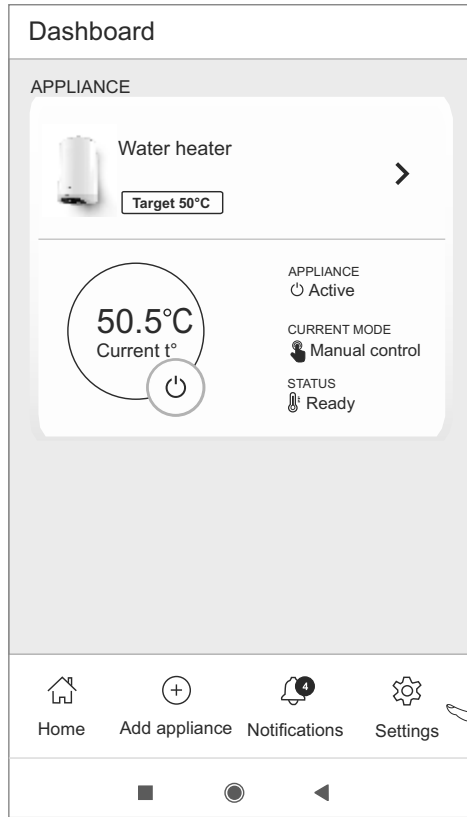 Dashboard
APPLIANCE
Water heater
Target 50°C
50.5°C
Current t°
APPLIANCE
Active
CURRENT MODE
Manual control
STATUS
Ready
4
Home
Add appliance
Notifications
Settings